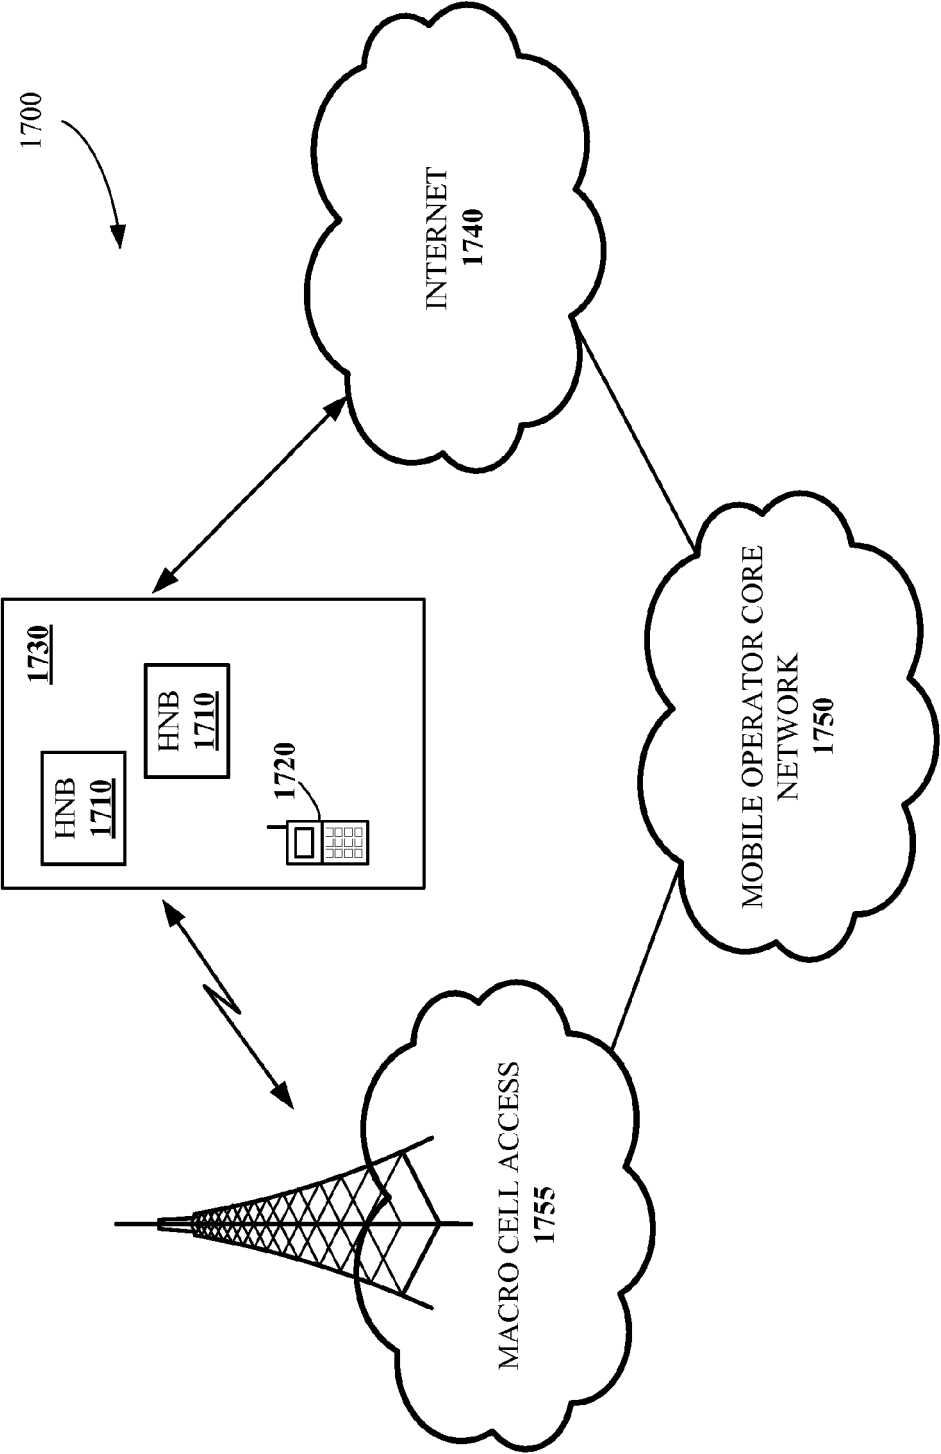 1700
1730
HNB
1710
HNB
1710
1720
INTERNET
1740
MACRO CELL ACCESS
1755
MOBILE OPERATOR CORE
NETWORK
1750